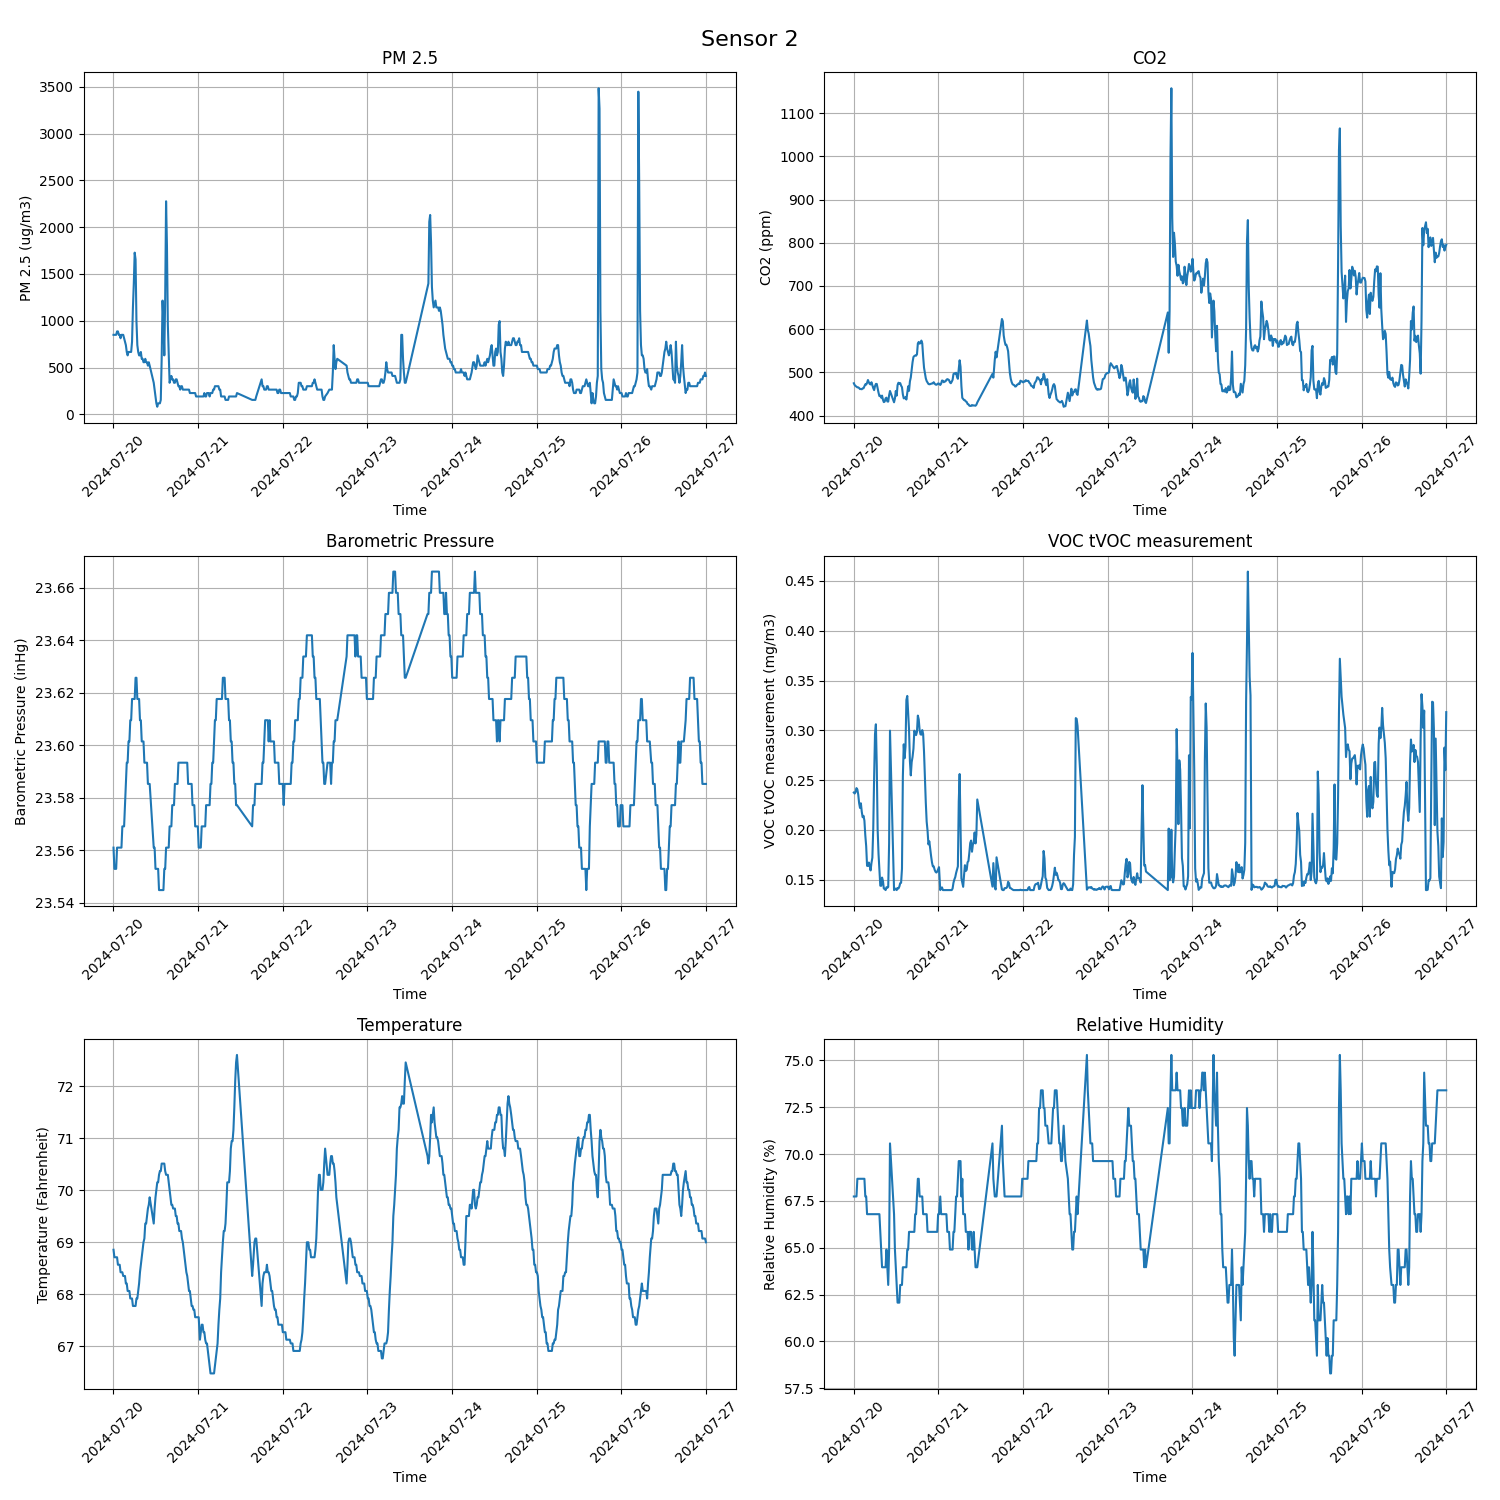 Sensor 2
PM 2.5
PM 2.5 (ug/m3)
3500
3000
2500
2000
1500
1000
500
0
2024-07-20 2024-07-21 2024-07-22 2024-07-23 2024-07-24 2024-07-25 2024-07-26 2024-07-27
Time
CO2
CO2 (ppm)
1100
1000
900
800
700
600
500
400
2024-07-20 2024-07-21 2024-07-22 2024-07-23 2024-07-24 2024-07-25 2024-07-26 2024-07-27
Time
Barometric Pressure
Barometric Pressure (inHg)
23.66
23.64
23.62
23.60
23.58
23.56
23.54
2024-07-20 2024-07-21 2024-07-22 2024-07-23 2024-07-24 2024-07-25 2024-07-26 2024-07-27
Time
VOC tVOC measurement
VOC tVOC measurement (mg/m3)
0.45
0.40
0.35
0.30
0.25
0.20
0.15
2024-07-20 2024-07-21 2024-07-22 2024-07-23 2024-07-24 2024-07-25 2024-07-26 2024-07-27
Time
Temperature
Temperature (Fahrenheit)
72
71
70
69
68
67
2024-07-20 2024-07-21 2024-07-22 2024-07-23 2024-07-24 2024-07-25 2024-07-26 2024-07-27
Time
Relative Humidity
Relative Humidity (%)
75.0
72.5
70.0
67.5
65.0
62.5
60.0
57.5
2024-07-20 2024-07-21 2024-07-22 2024-07-23 2024-07-24 2024-07-25 2024-07-26 2024-07-27
Time